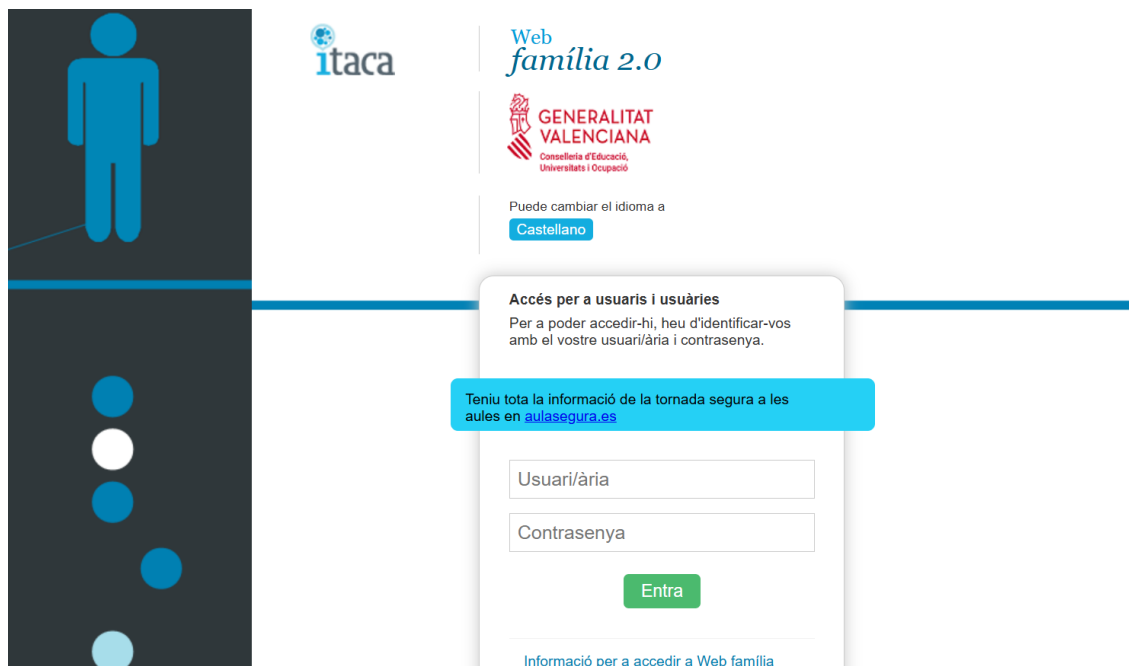 itaca
Web
família 2.0
GENERALITAT
VALENCIANA
Conselleria d'Educació,
Universitats i Ocupació
Puede cambiar el idioma a
Castellano
Accés per a usuaris i usuàries
Per a poder accedir-hi, heu d'identificar-vos
amb el vostre usuari/ària i contrasenya.
Teniu tota la informació de la tornada segura a les
aules en aulasegura.es
Usuari/ària
Contrasenya
Entra
Informació per a accedir a Web família